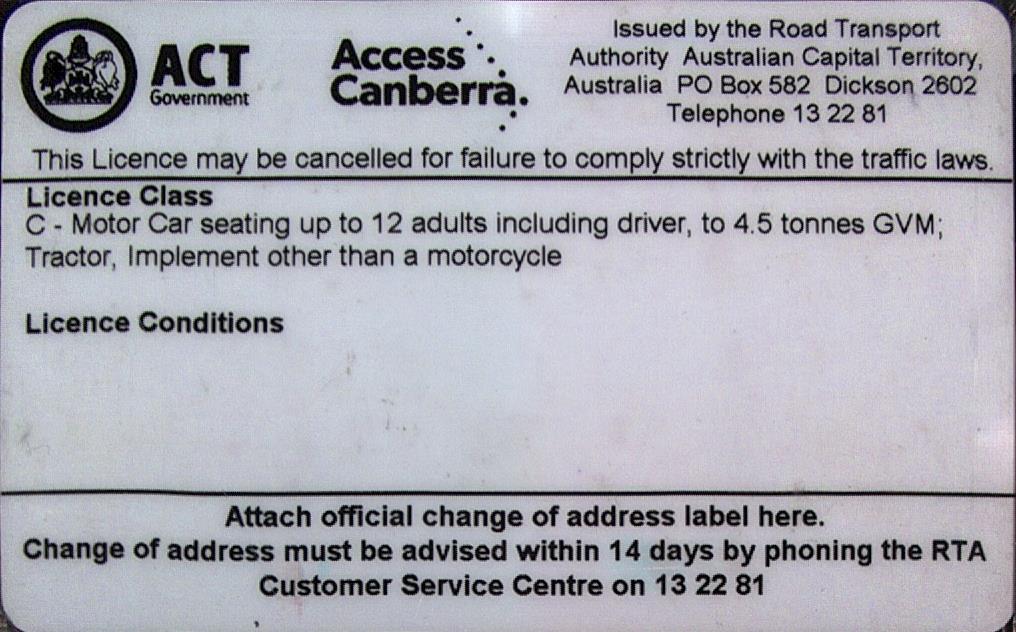 ACT
Government
Access
Canberra.
Issued by the Road Transport
Authority Australian Capital Territory,
Australia PO Box 582 Dickson 2602
Telephone 13 22 81
This Licence may be cancelled for failure to comply strictly with the traffic laws.
Licence Class
C - Motor Car seating up to 12 adults including driver, to 4.5 tonnes GVM;
Tractor, Implement other than a motorcycle
Licence Conditions
Attach official change of address label here.
Change of address must be advised within 14 days by phoning the RTA
Customer Service Centre on 13 22 81